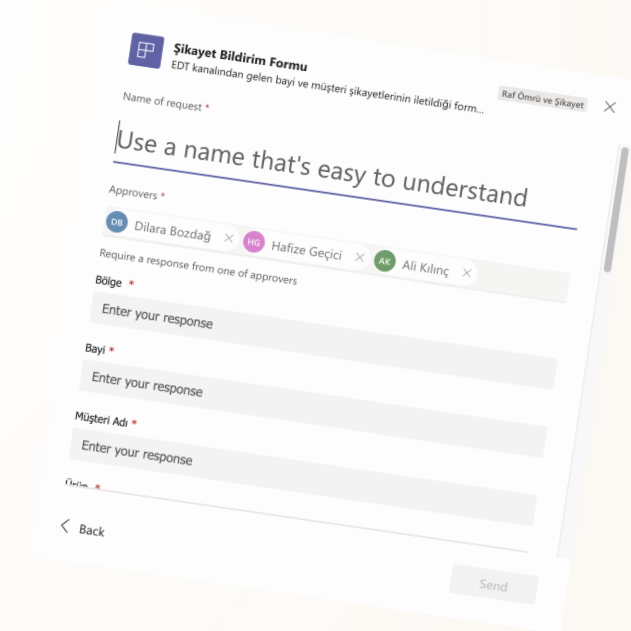 Şikayet Bildirim Formu
EDT kanalından gelen bayi ve müşteri şikayetlerinin iletildiği form...
Raf Ömrü ve Şikayet
Name of request *
Use a name that's easy to understand
Approvers *
DB Dilara Bozdağ HG Hafize Geçici AK Ali Kılınç
Require a response from one of approvers
Bölge *
Enter your response
Bayi *
Enter your response
Müşteri Adı *
Enter your response
Ürün *
Back
Send